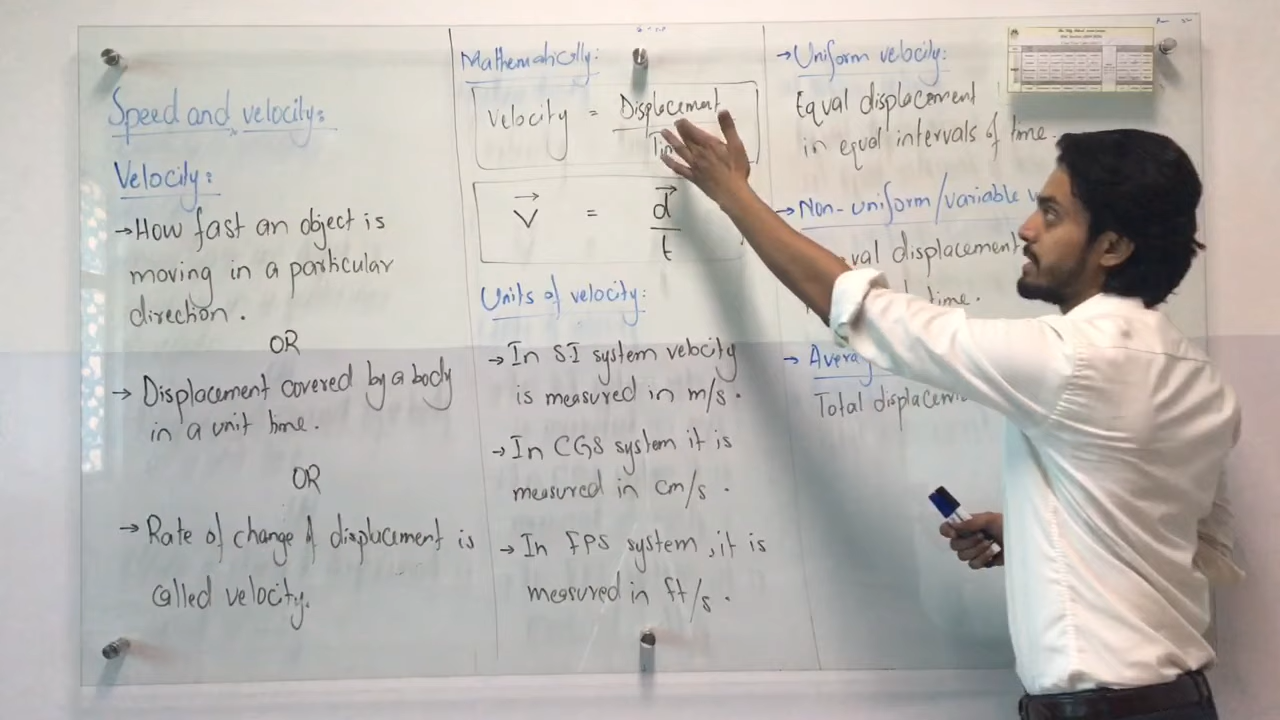 Speed and velocity:
Velocity:
→How fast an object is
moving in a particular
direction.
OR
→ Displacement covered by a body
in a unit time.
OR
→ Rate of change of displacement is
called velocity.
Mathematically:
Velocity = Displacement
V = d
t
Units of velocity:
→ In S.I system velocity
is measured in m/s.
→ In CGS system it is
measured in cm/s.
→ In FPS system, it is
measured in ft/s.
→Uniform velocity:
Equal displacement
in equal intervals of time.
→Non-uniform/variable
displacement
time.
→
Total